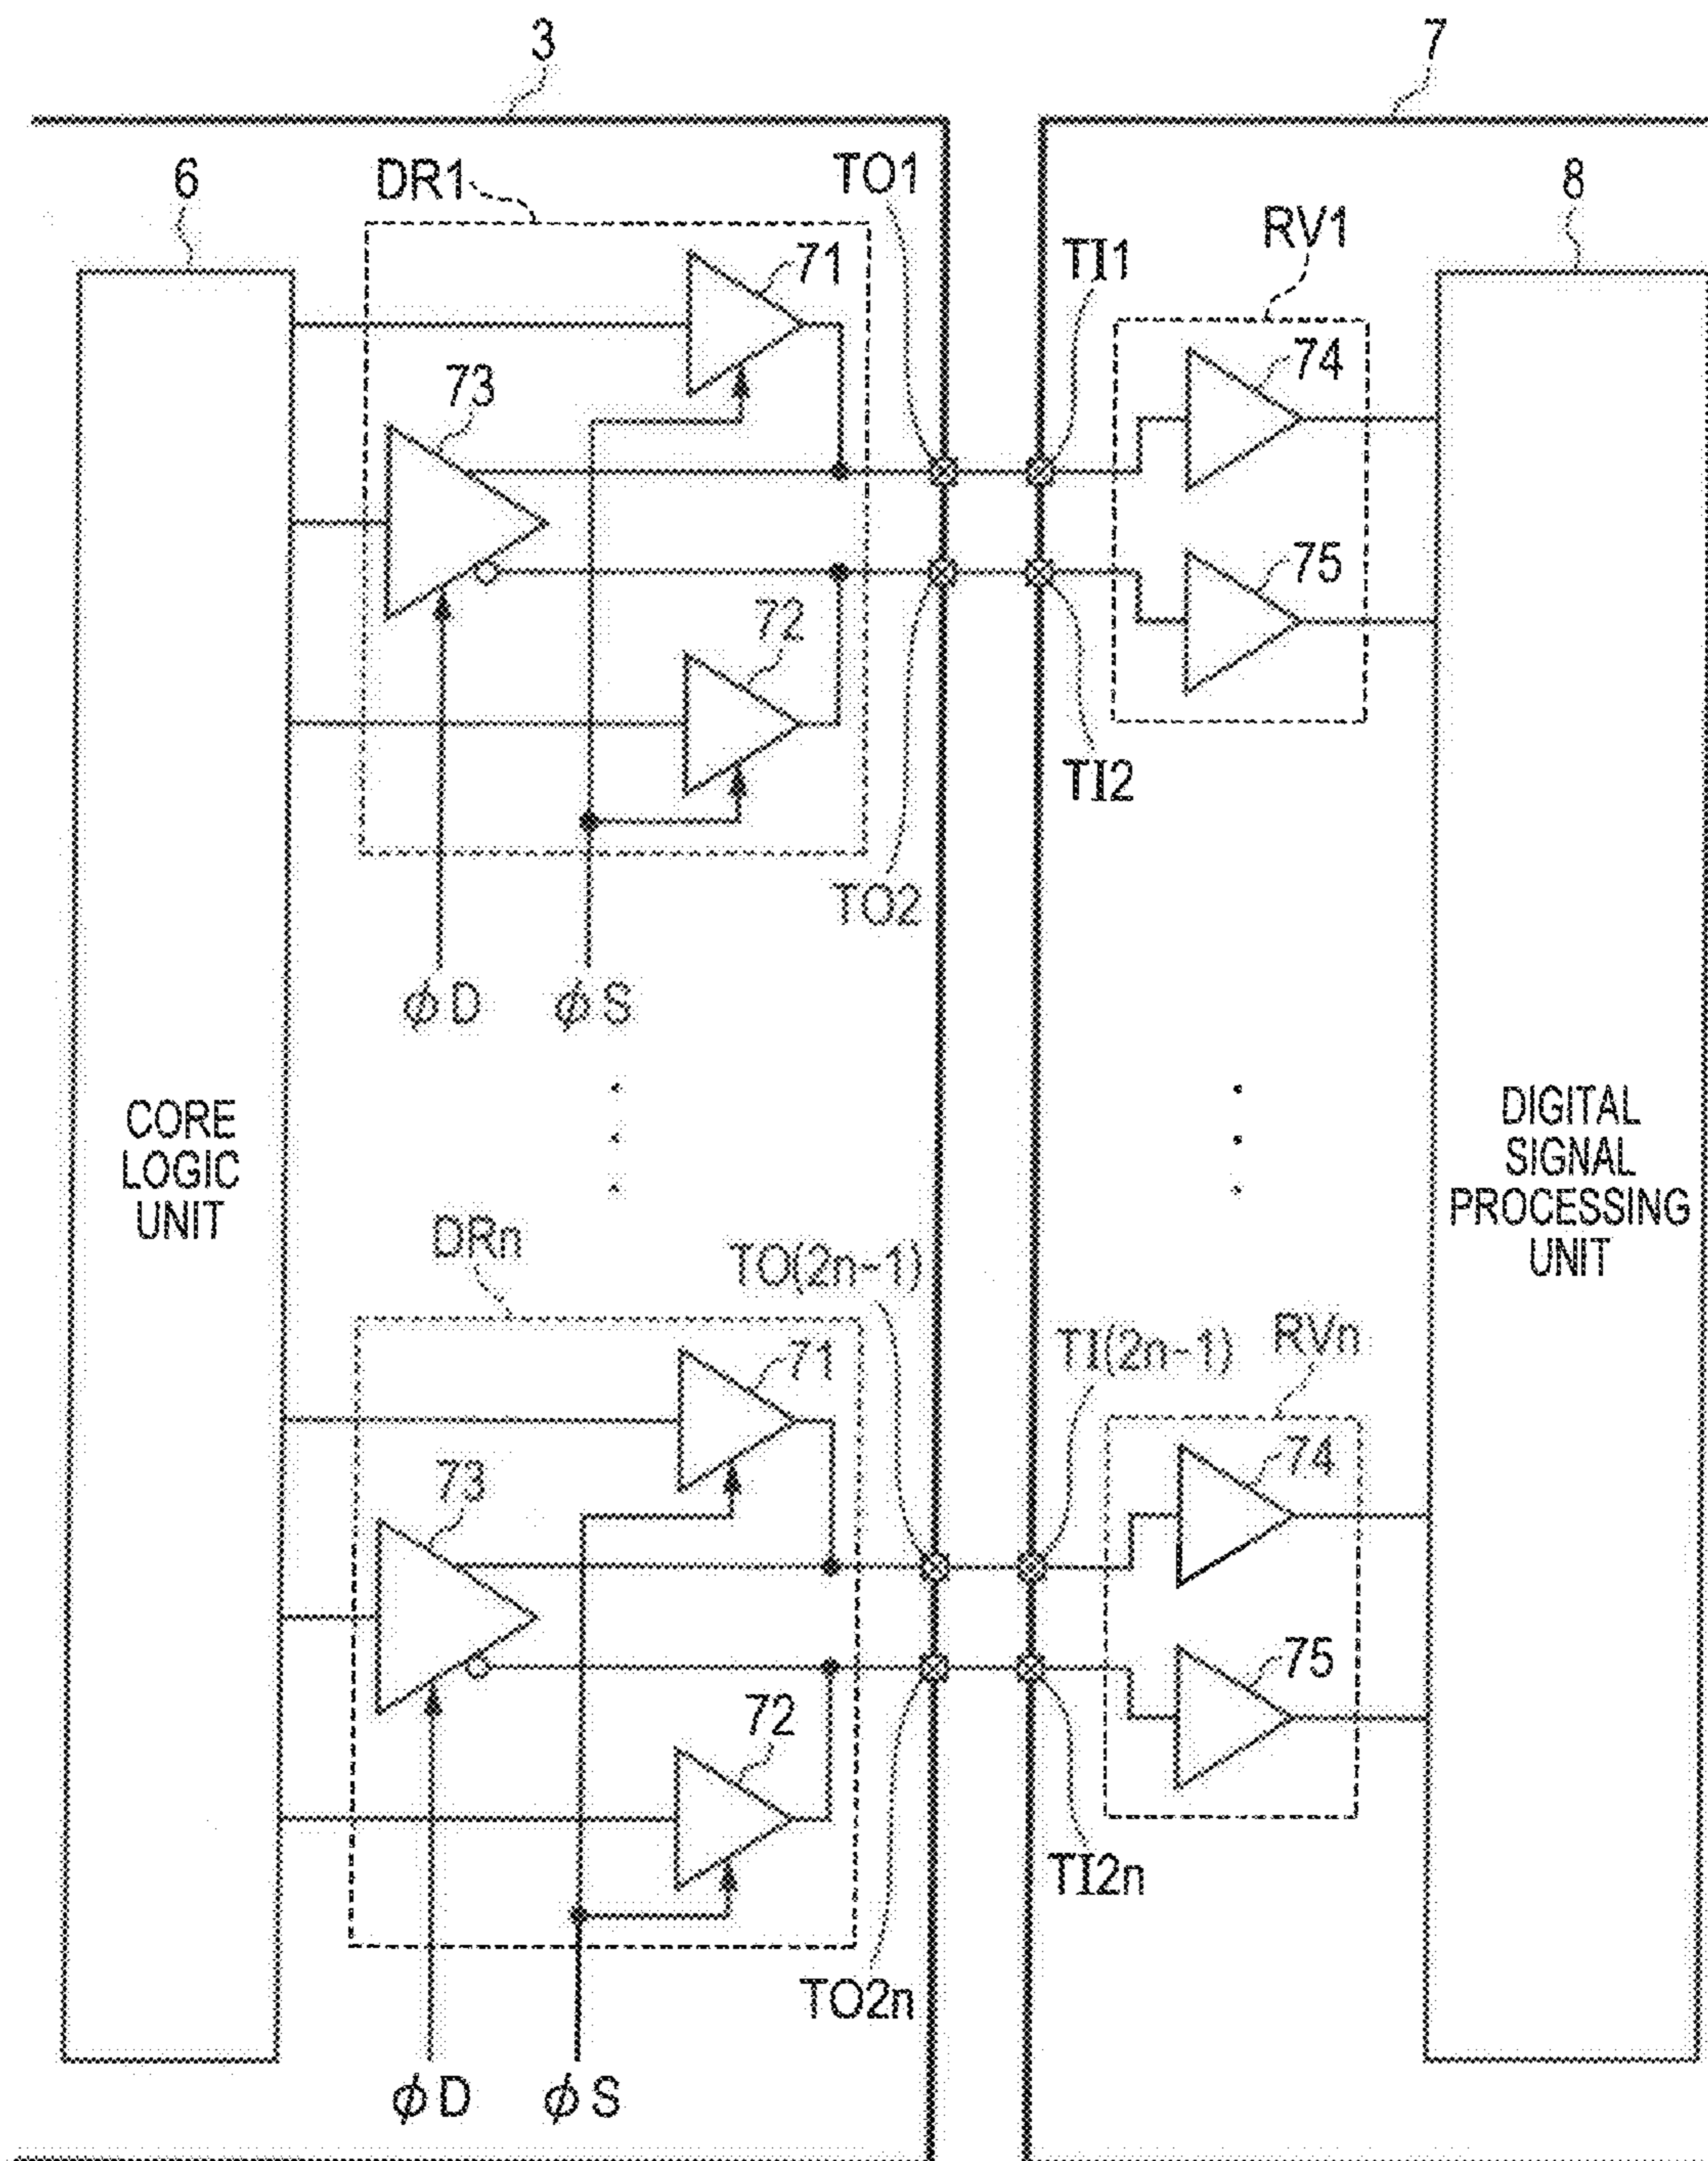 3
7
6
DR1
TO1
8
RV1
71
TI1
74
73
75
72
TI2
TO2
φD
φS
CORE
LOGIC
UNIT
DIGITAL
SIGNAL
PROCESSING
UNIT
DRn
TO(2n-1)
TI(2n-1)
RVn
71
74
73
75
72
TI2n
TO2n
φD
φS